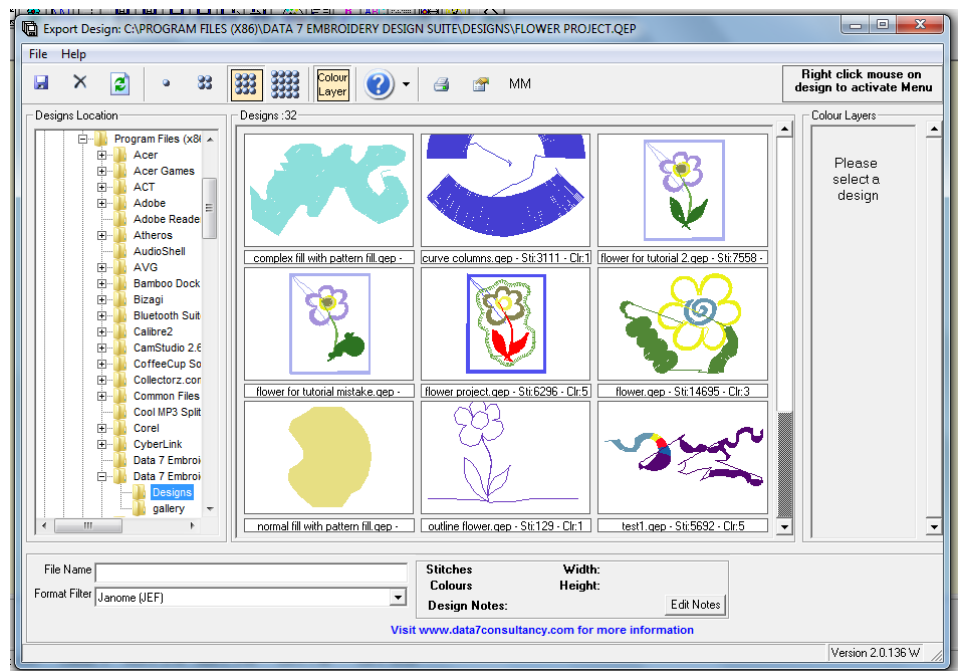 Export Design: C:\PROGRAM FILES (X86)\DATA 7 EMBROIDERY DESIGN SUITE\DESIGNS\FLOWER PROJECT.QEP
File Help
Colour
Layer
MM
Right click mouse on
design to activate Menu
Designs Location
Program Files (x8
Acer
Acer Games
ACT
Adobe
Adobe Reade
Atheros
AudioShell
AVG
Bamboo Dock
Bizagi
Bluetooth Suit
Calibre2
CamStudio 2.6
CoffeeCup So
Collectorz.con
Common Files
Cool MP3 Split
Corel
CyberLink
Data 7 Embroi
Data 7 Embroi
Designs
gallery
Designs :32
complex fill with pattern fill.qep -
curve columns.qep - Sti:3111 - Clr:1
flower for tutorial 2.qep - Sti:7558 -
flower for tutorial mistake.qep -
flower project.qep - Sti:6296 - Clr:5
flower.qep - Sti:14695 - Clr:3
normal fill with pattern fill.qep -
outline flower.qep - Sti:129 - Clr:1
test1.qep - Sti:5692 - Clr:5
Colour Layers
Please
select a
design
File Name
Format Filter Janome (JEF)
Stitches Width:
Colours Height:
Design Notes: Edit Notes
Visit www.data7consultancy.com for more information
Version 2.0.136 W